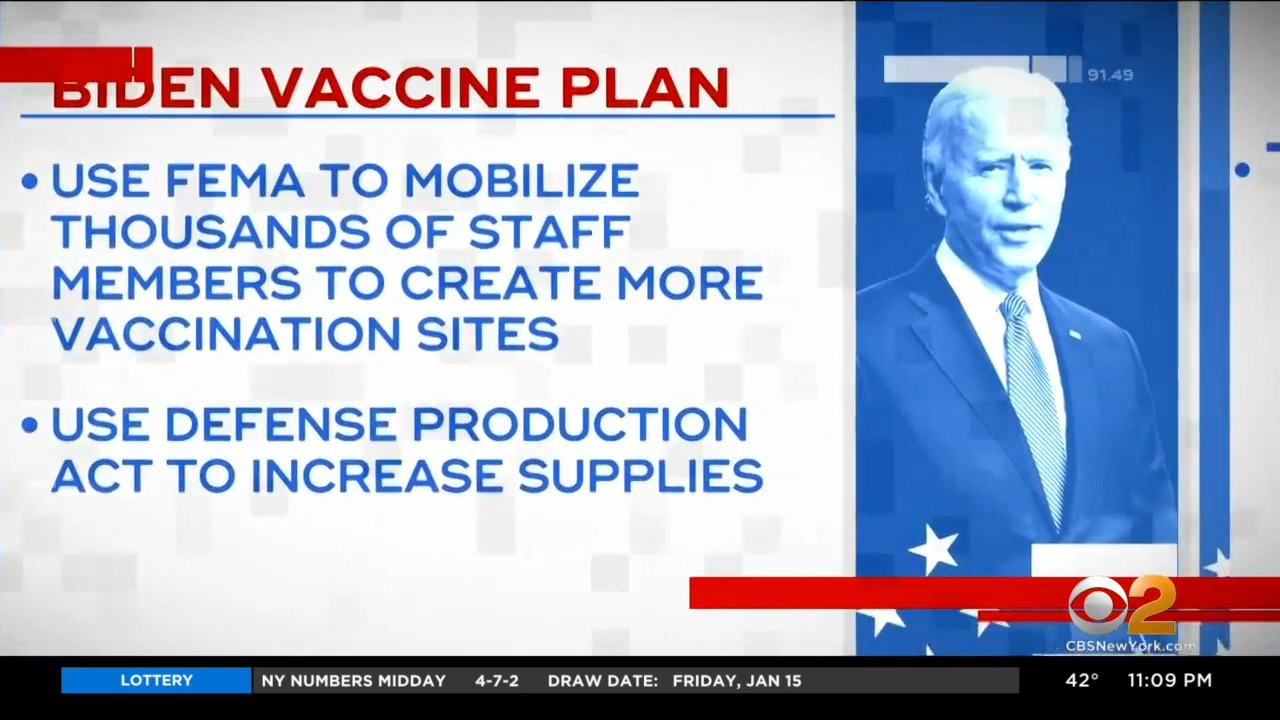 BIDEN VACCINE PLAN
91.49
• USE FEMA TO MOBILIZE
THOUSANDS OF STAFF
MEMBERS TO CREATE MORE
VACCINATION SITES
• USE DEFENSE PRODUCTION
ACT TO INCREASE SUPPLIES
2
CBSNewYork.com
LOTTERY NY NUMBERS MIDDAY 4-7-2 DRAW DATE: FRIDAY, JAN 15 42° 11:09 PM